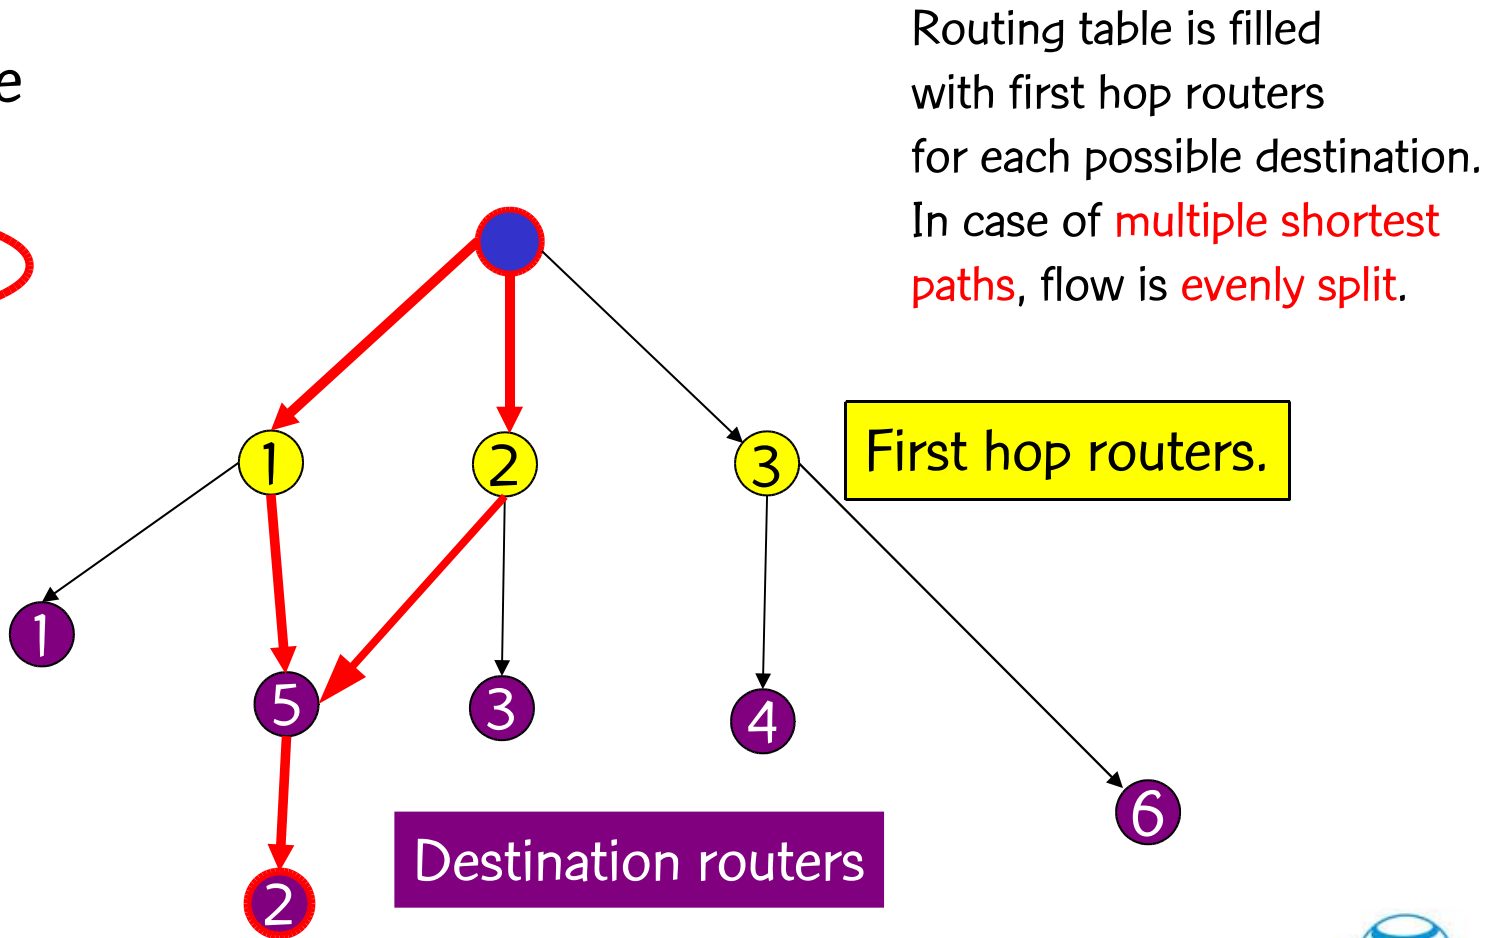 Routing table is filled
e
with first hop routers
for each possible destination.
In case of multiple shortest
paths, flow is evenly split.
1
2
3
First hop routers.
1
5
3
4
6
Destination routers
2